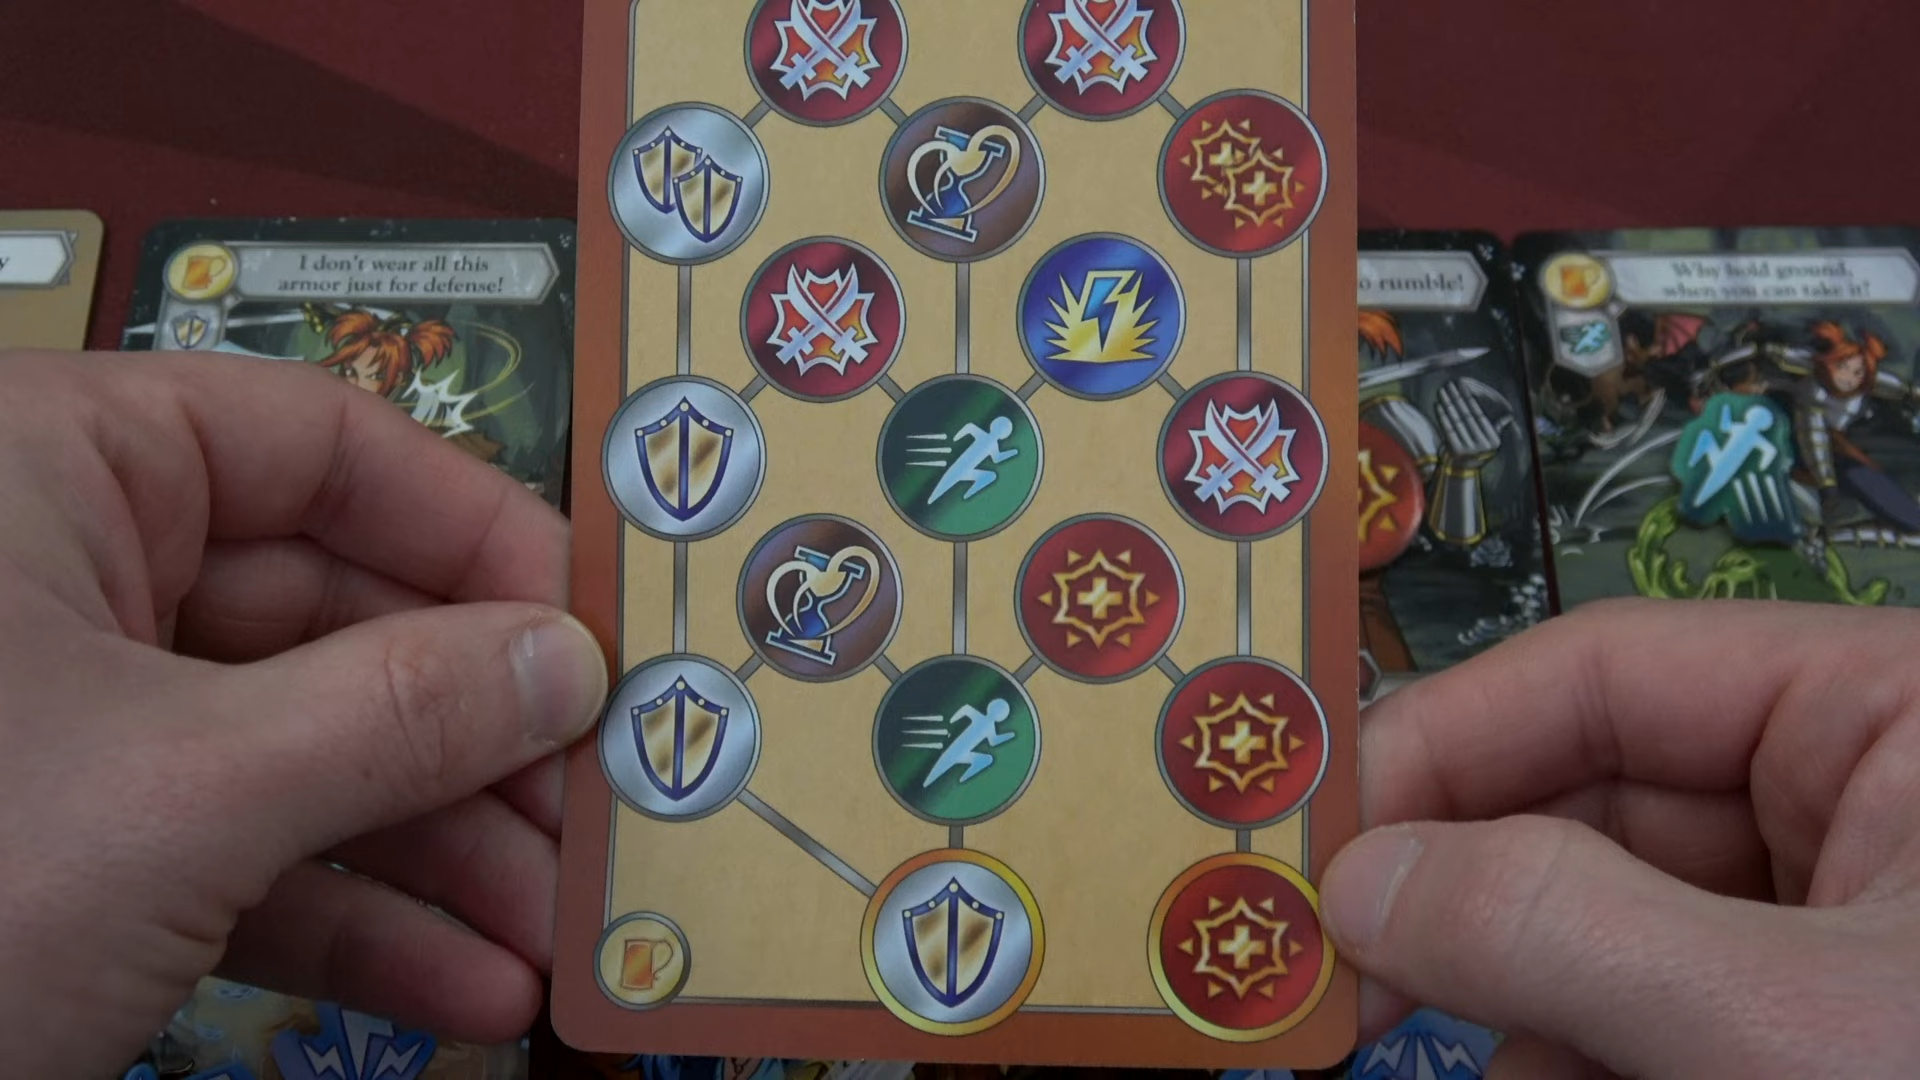 y
I don't wear all this
armor just for defense!
o rumble!
Why hold ground,
when you can take it?